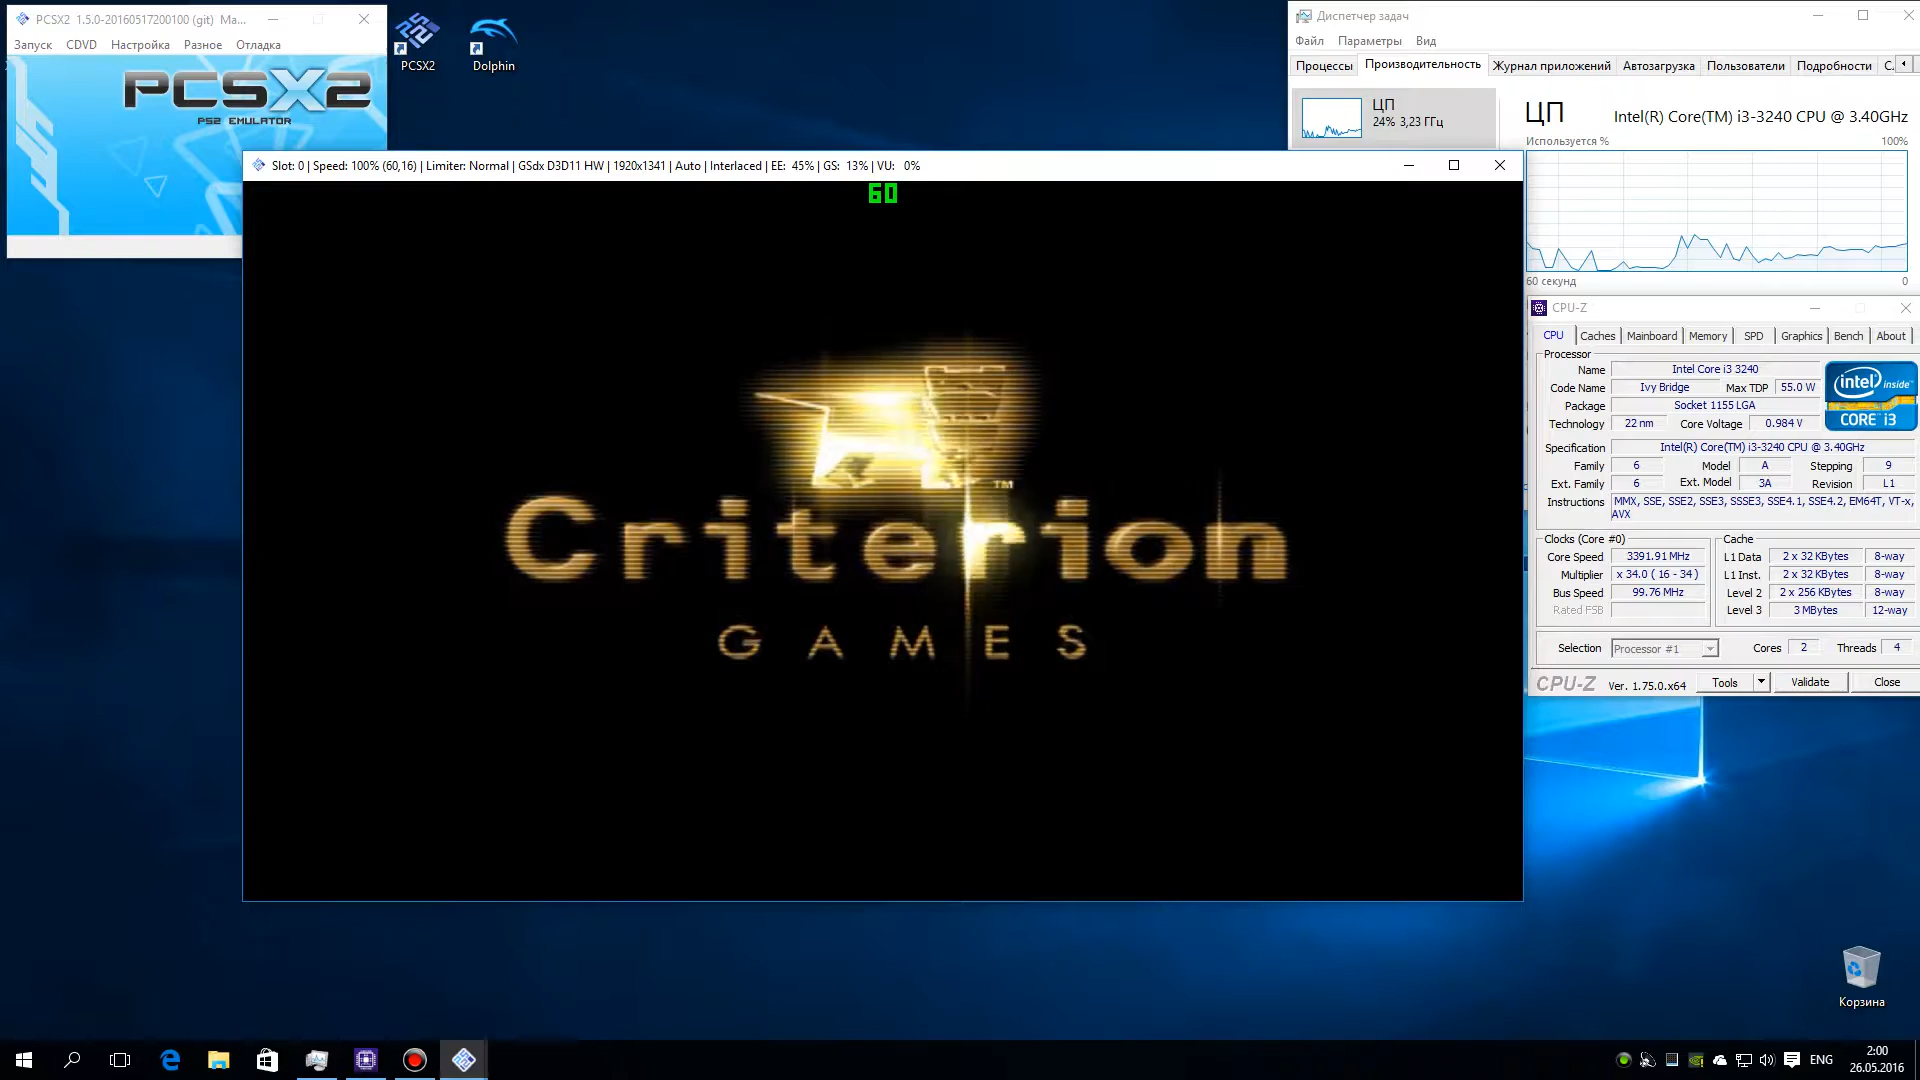 PCSX2 1.5.0-20160517200100 (git) Ma...
Запуск CDVD Настройка Разное Отладка
PCSX2
PS2 EMULATOR
PCSX2
Dolphin
Диспетчер задач
Файл Параметры Вид
Процессы Производительность Журнал приложений Автозагрузка Пользователи Подробности С.
ЦП
24% 3,23 ГГц
ЦП Intel(R) Core(TM) i3-3240 CPU @ 3.40GHz
Используется % 100%
60 секунд 0
Slot: 0 | Speed: 100% (60,16) | Limiter: Normal | GSdx D3D11 HW | 1920x1341 | Auto | Interlaced | EE: 45% | GS: 13% | VU: 0%
60
TM
Criterion
GAMES
CPU-Z
CPU Caches Mainboard Memory SPD Graphics Bench About
Processor
Name Intel Core i3 3240
Code Name Ivy Bridge Max TDP 55.0 W
Package Socket 1155 LGA
Technology 22 nm Core Voltage 0.984 V
intel inside™
CORE i3
Specification Intel(R) Core(TM) i3-3240 CPU @ 3.40GHz
Family 6 Model A Stepping 9
Ext. Family 6 Ext. Model 3A Revision L1
Instructions MMX, SSE, SSE2, SSE3, SSSE3, SSE4.1, SSE4.2, EM64T, VT-x,
AVX
Clocks (Core #0)
Core Speed 3391.91 MHz
Multiplier x 34.0 ( 16 - 34 )
Bus Speed 99.76 MHz
Rated FSB
Cache
L1 Data 2 x 32 KBytes 8-way
L1 Inst. 2 x 32 KBytes 8-way
Level 2 2 x 256 KBytes 8-way
Level 3 3 MBytes 12-way
Selection Processor #1 Cores 2 Threads 4
CPU-Z Ver. 1.75.0.x64 Tools Validate Close
Корзина
ENG
2:00
26.05.2016